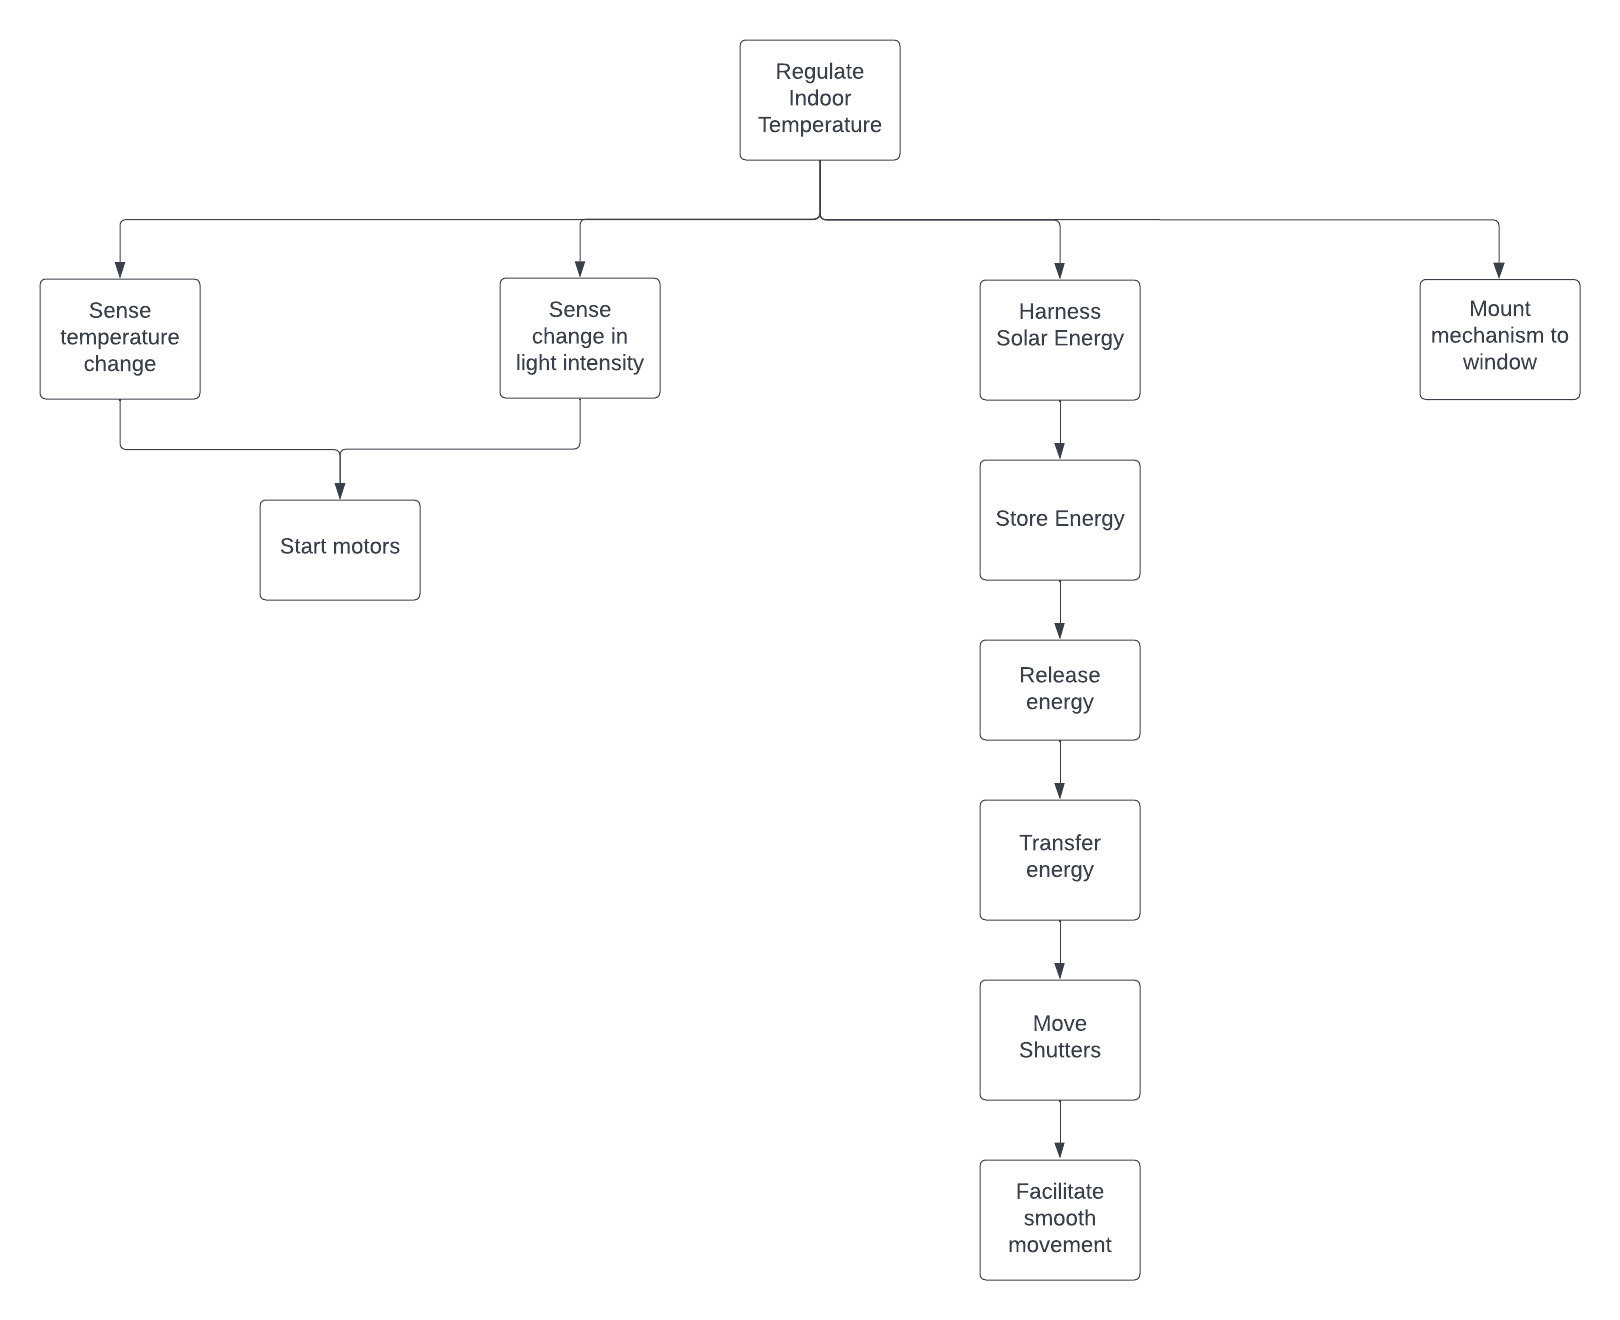 Regulate
Indoor
Temperature
Sense
temperature
change
Sense
change in
light intensity
Harness
Solar Energy
Mount
mechanism to
window
Start motors
Store Energy
Release
energy
Transfer
energy
Move
Shutters
Facilitate
smooth
movement